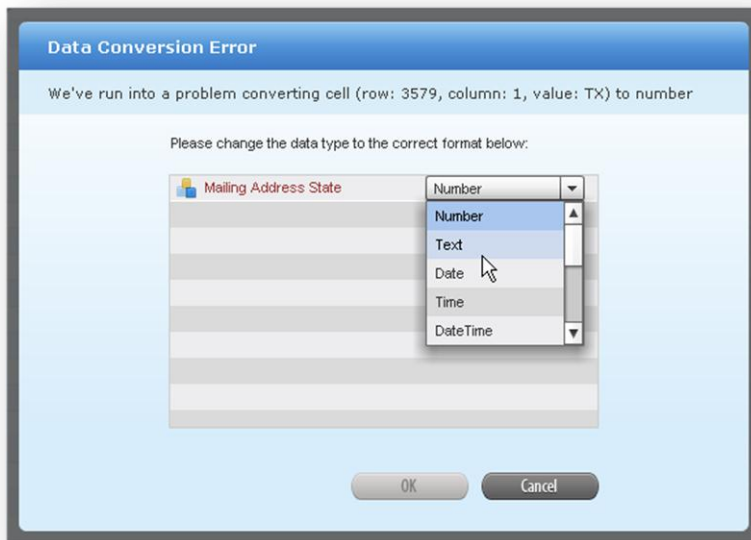 Data Conversion Error
We've run into a problem converting cell (row: 3579, column: 1, value: TX) to number
Please change the data type to the correct format below:
Mailing Address State Number
Number
Text
Date
Time
DateTime
OK Cancel